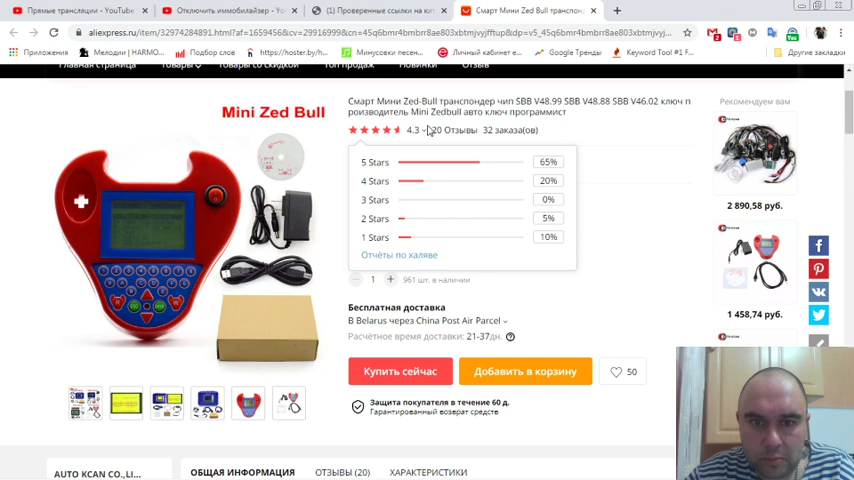 Прямые трансляции - YouTube
Отключить иммобилайзер - Yo
(1) Проверенные ссылки на ки
Смарт Мини Zed Bull транспонд
aliexpress.ru/item/32974284891.html?af=1659456&cn=45q6bmr4bmbrr8ae803xbtmjvyjfftup&cv=29916999&dp=v5_45q6bmr4bmbrr8ae803xbtmjvy...
Приложения
Мелодии | HARMO...
Подбор слов
https://hoster.by/h...
Минусовки песен...
Личный кабинет е...
Google Тренды
Keyword Tool #1 F...
Другие закладки
Главная страница
Товары
Товары со скидкой
Топ продаж
Новинки
Отзыв
Mini Zed Bull
Смарт Мини Zed-Bull транспондер чип SBB V48.99 SBB V48.88 SBB V46.02 ключ п
роизводитель Mini Zedbull авто ключ программист
4.3 20 Отзывы 32 заказа(ов)
5 Stars 65%
4 Stars 20%
3 Stars 0%
2 Stars 5%
1 Stars 10%
Отчёты по халяве
1 961 шт. в наличии
Бесплатная доставка
В Belarus через China Post Air Parcel
Расчётное время доставки: 21-37дн.
Купить сейчас
Добавить в корзину
50
Защита покупателя в течение 60 д.
Гарантированный возврат средств
Рекомендуем вам
2 890,58 руб.
1 458,74 руб.
AUTO KCAN CO.,LI...
ОБЩАЯ ИНФОРМАЦИЯ
ОТЗЫВЫ (20)
ХАРАКТЕРИСТИКИ